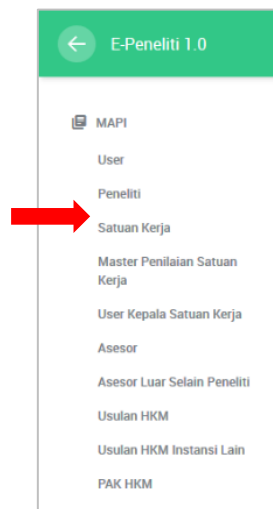 E-Peneliti 1.0
MAPI
User
Peneliti
Satuan Kerja
Master Penilaian Satuan
Kerja
User Kepala Satuan Kerja
Asesor
Asesor Luar Selain Peneliti
Usulan HKM
Usulan HKM Instansi Lain
PAK HKM